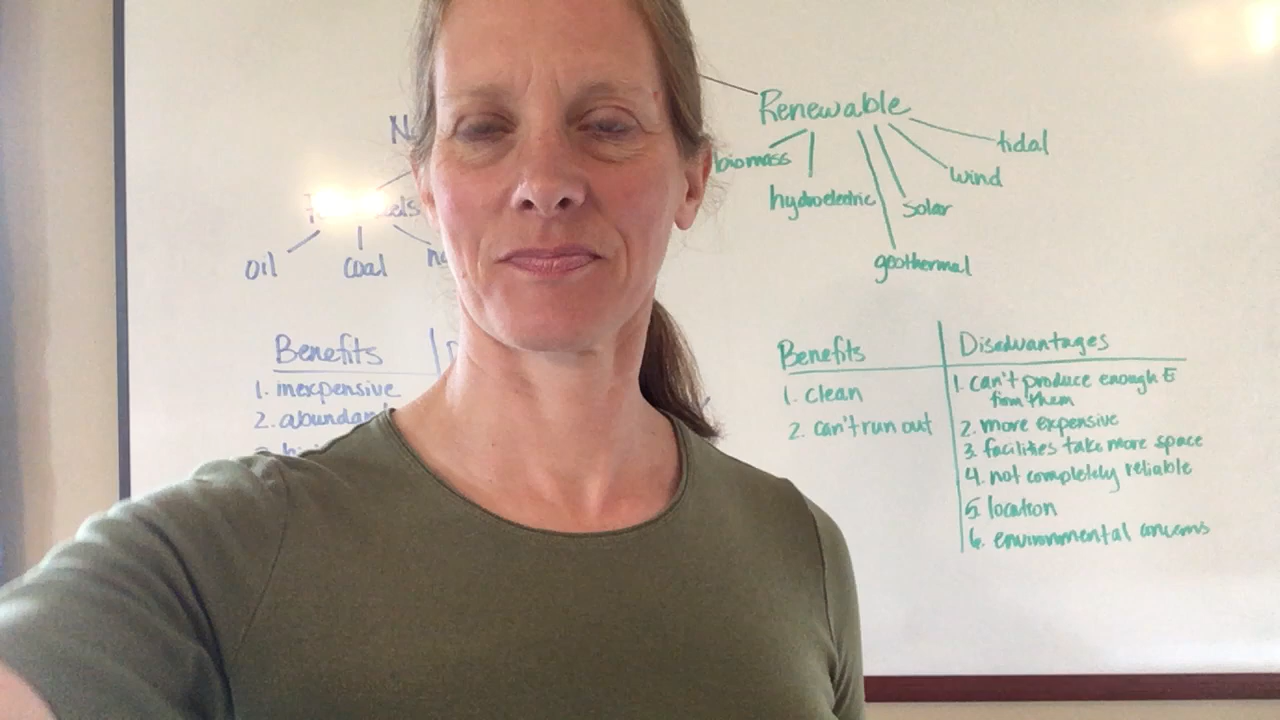 Renewable
biomass
hydroelectric
geothermal
solar
wind
tidal
oil
coal
Benefits
1. inexpensive
2. abundant
Benefits
1. clean
2. can't run out
Disadvantages
1. can't produce enough E
from them
2. more expensive
3. facilities take more space
4. not completely reliable
5. location
6. environmental concerns